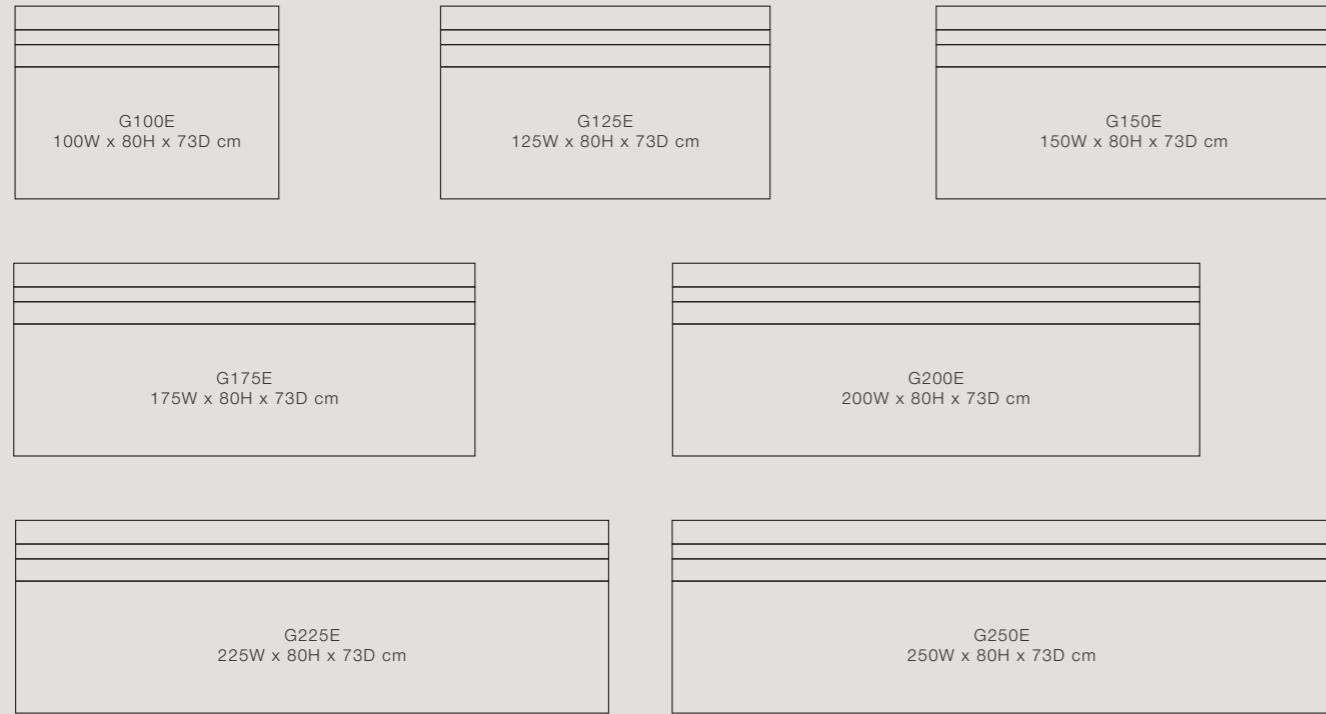 G100E
100W x 80H x 73D cm
G125E
125W x 80H x 73D cm
G150E
150W x 80H x 73D cm
G175E
175W x 80H x 73D cm
G200E
200W x 80H x 73D cm
G225E
225W x 80H x 73D cm
G250E
250W x 80H x 73D cm